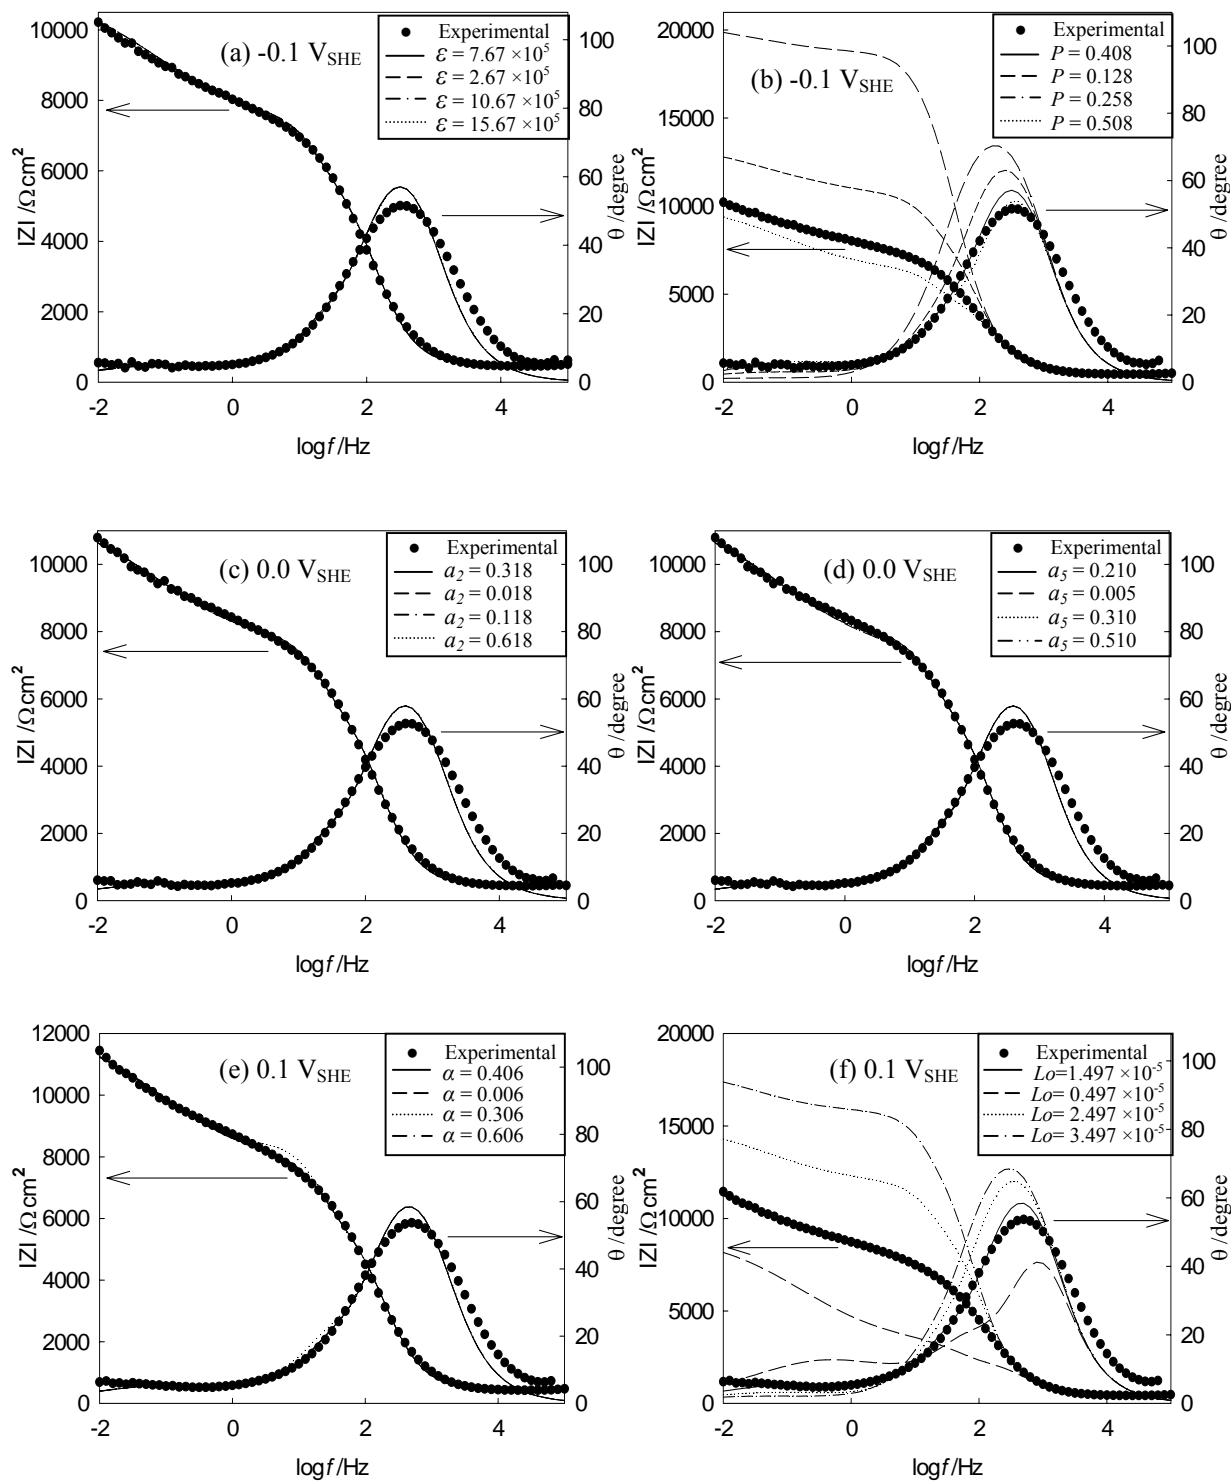 (a) -0.1 V_SHE
Experimental
ε = 7.67 ×10⁵
ε = 2.67 ×10⁵
ε = 10.67 ×10⁵
ε = 15.67 ×10⁵
10000
8000
6000
4000
2000
0
IZI /Ωcm²
100
80
60
40
20
0
θ /degree
-2 0 2 4
logf/Hz
(b) -0.1 V_SHE
Experimental
P = 0.408
P = 0.128
P = 0.258
P = 0.508
20000
15000
10000
5000
0
IZI /Ωcm²
100
80
60
40
20
0
θ /degree
-2 0 2 4
logf/Hz
(c) 0.0 V_SHE
Experimental
a₂ = 0.318
a₂ = 0.018
a₂ = 0.118
a₂ = 0.618
10000
8000
6000
4000
2000
0
IZI /Ωcm²
100
80
60
40
20
0
θ /degree
-2 0 2 4
logf/Hz
(d) 0.0 V_SHE
Experimental
a₅ = 0.210
a₅ = 0.005
a₅ = 0.310
a₅ = 0.510
10000
8000
6000
4000
2000
0
IZI /Ωcm²
100
80
60
40
20
0
θ /degree
-2 0 2 4
logf/Hz
(e) 0.1 V_SHE
Experimental
α = 0.406
α = 0.006
α = 0.306
α = 0.606
12000
10000
8000
6000
4000
2000
0
IZI /Ωcm²
100
80
60
40
20
0
θ /degree
-2 0 2 4
logf/Hz
(f) 0.1 V_SHE
Experimental
Lo=1.497 ×10⁻⁵
Lo= 0.497 ×10⁻⁵
Lo= 2.497 ×10⁻⁵
Lo= 3.497 ×10⁻⁵
20000
15000
10000
5000
0
IZI /Ωcm²
100
80
60
40
20
0
θ /degree
-2 0 2 4
logf/Hz